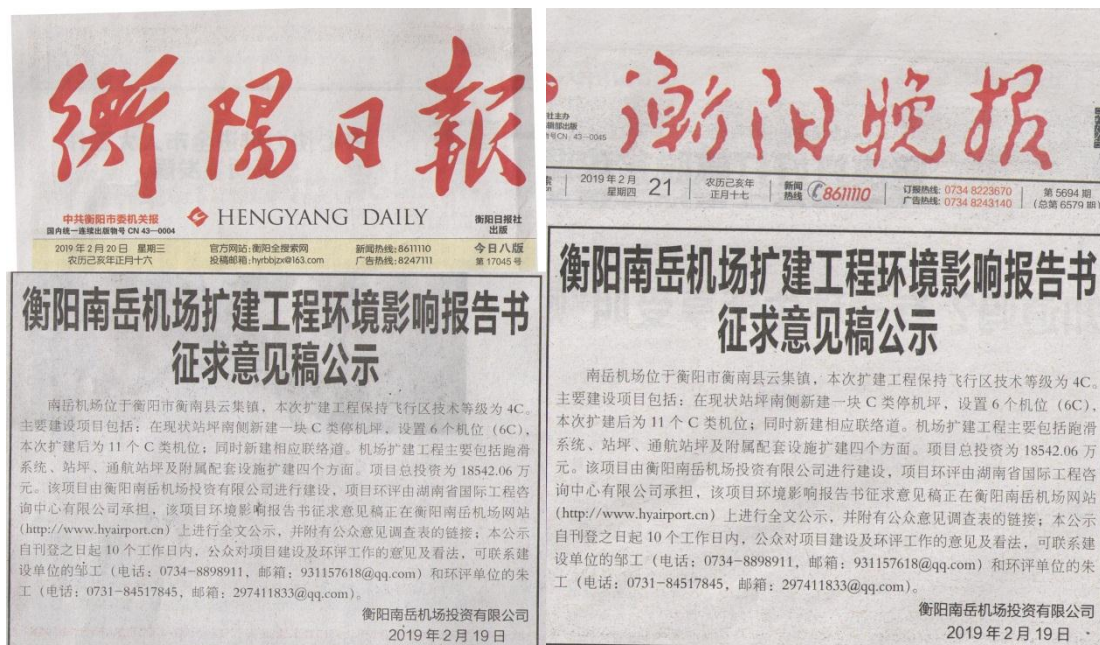 衡陽日報
中共衡阳市委机关报
国内统一连续出版物号 CN 43—0004
HENGYANG DAILY
衡阳日报社
出版
2019年2月20日 星期三
农历己亥年正月十六
官方网站:衡阳全搜索网
投稿邮箱:hyrbbjzx@163.com
新闻热线:8611110
广告热线:8247111
今日八版
第17045号
衡阳南岳机场扩建工程环境影响报告书
征求意见稿公示
南岳机场位于衡阳市衡南县云集镇，本次扩建工程保持飞行区技术等级为4C。
主要建设项目包括：在现状站坪南侧新建一块C类停机坪，设置6个机位（6C），
本次扩建后为11个C类机位；同时新建相应联络道。机场扩建工程主要包括跑滑
系统、站坪、通航站坪及附属配套设施扩建四个方面。项目总投资为18542.06万
元。该项目由衡阳南岳机场投资有限公司进行建设，项目环评由湖南省国际工程咨
询中心有限公司承担，该项目环境影响报告书征求意见稿正在衡阳南岳机场网站
(http://www.hyairport.cn）上进行全文公示，并附有公众意见调查表的链接；本公示
自刊登之日起10个工作日内，公众对项目建设及环评工作的意见及看法，可联系建
设单位的邹工（电话：0734-8898911，邮箱：931157618@qq.com）和环评单位的朱
工（电话：0731-84517845，邮箱：297411833@qq.com）。
衡阳南岳机场投资有限公司
2019年2月19日
衡阳晚报
社主办
号CN 43—0045
2019年2月
星期四
21
农历己亥年
正月十七
新闻
热线
8611110
订报热线: 0734 8223670
广告热线: 0734 8243140
第5694期
(总第6579期)
衡阳南岳机场扩建工程环境影响报告书
征求意见稿公示
南岳机场位于衡阳市衡南县云集镇，本次扩建工程保持飞行区技术等级为4C。
主要建设项目包括：在现状站坪南侧新建一块C类停机坪，设置6个机位（6C），
本次扩建后为11个C类机位；同时新建相应联络道。机场扩建工程主要包括跑滑
系统、站坪、通航站坪及附属配套设施扩建四个方面。项目总投资为18542.06万
元。该项目由衡阳南岳机场投资有限公司进行建设，项目环评由湖南省国际工程咨
询中心有限公司承担，该项目环境影响报告书征求意见稿正在衡阳南岳机场网站
(http://www.hyairport.cn）上进行全文公示，并附有公众意见调查表的链接；本公示
自刊登之日起10个工作日内，公众对项目建设及环评工作的意见及看法，可联系建
设单位的邹工（电话：0734-8898911，邮箱：931157618@qq.com）和环评单位的朱
工（电话：0731-84517845，邮箱：297411833@qq.com）。
衡阳南岳机场投资有限公司
2019年2月19日